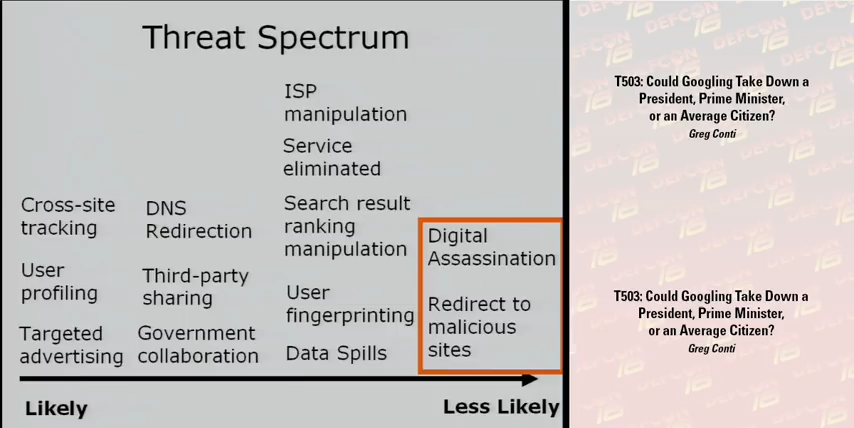 Threat Spectrum
ISP
manipulation
Service
eliminated
Cross-site
tracking
DNS
Redirection
Search result
ranking
manipulation
Digital
Assassination
User
profiling
Third-party
sharing
User
fingerprinting
Redirect to
malicious
sites
Targeted
advertising
Government
collaboration
Data Spills
Likely
Less Likely
T503: Could Googling Take Down a
President, Prime Minister,
or an Average Citizen?
Greg Conti
T503: Could Googling Take Down a
President, Prime Minister,
or an Average Citizen?
Greg Conti
DEFCON
16